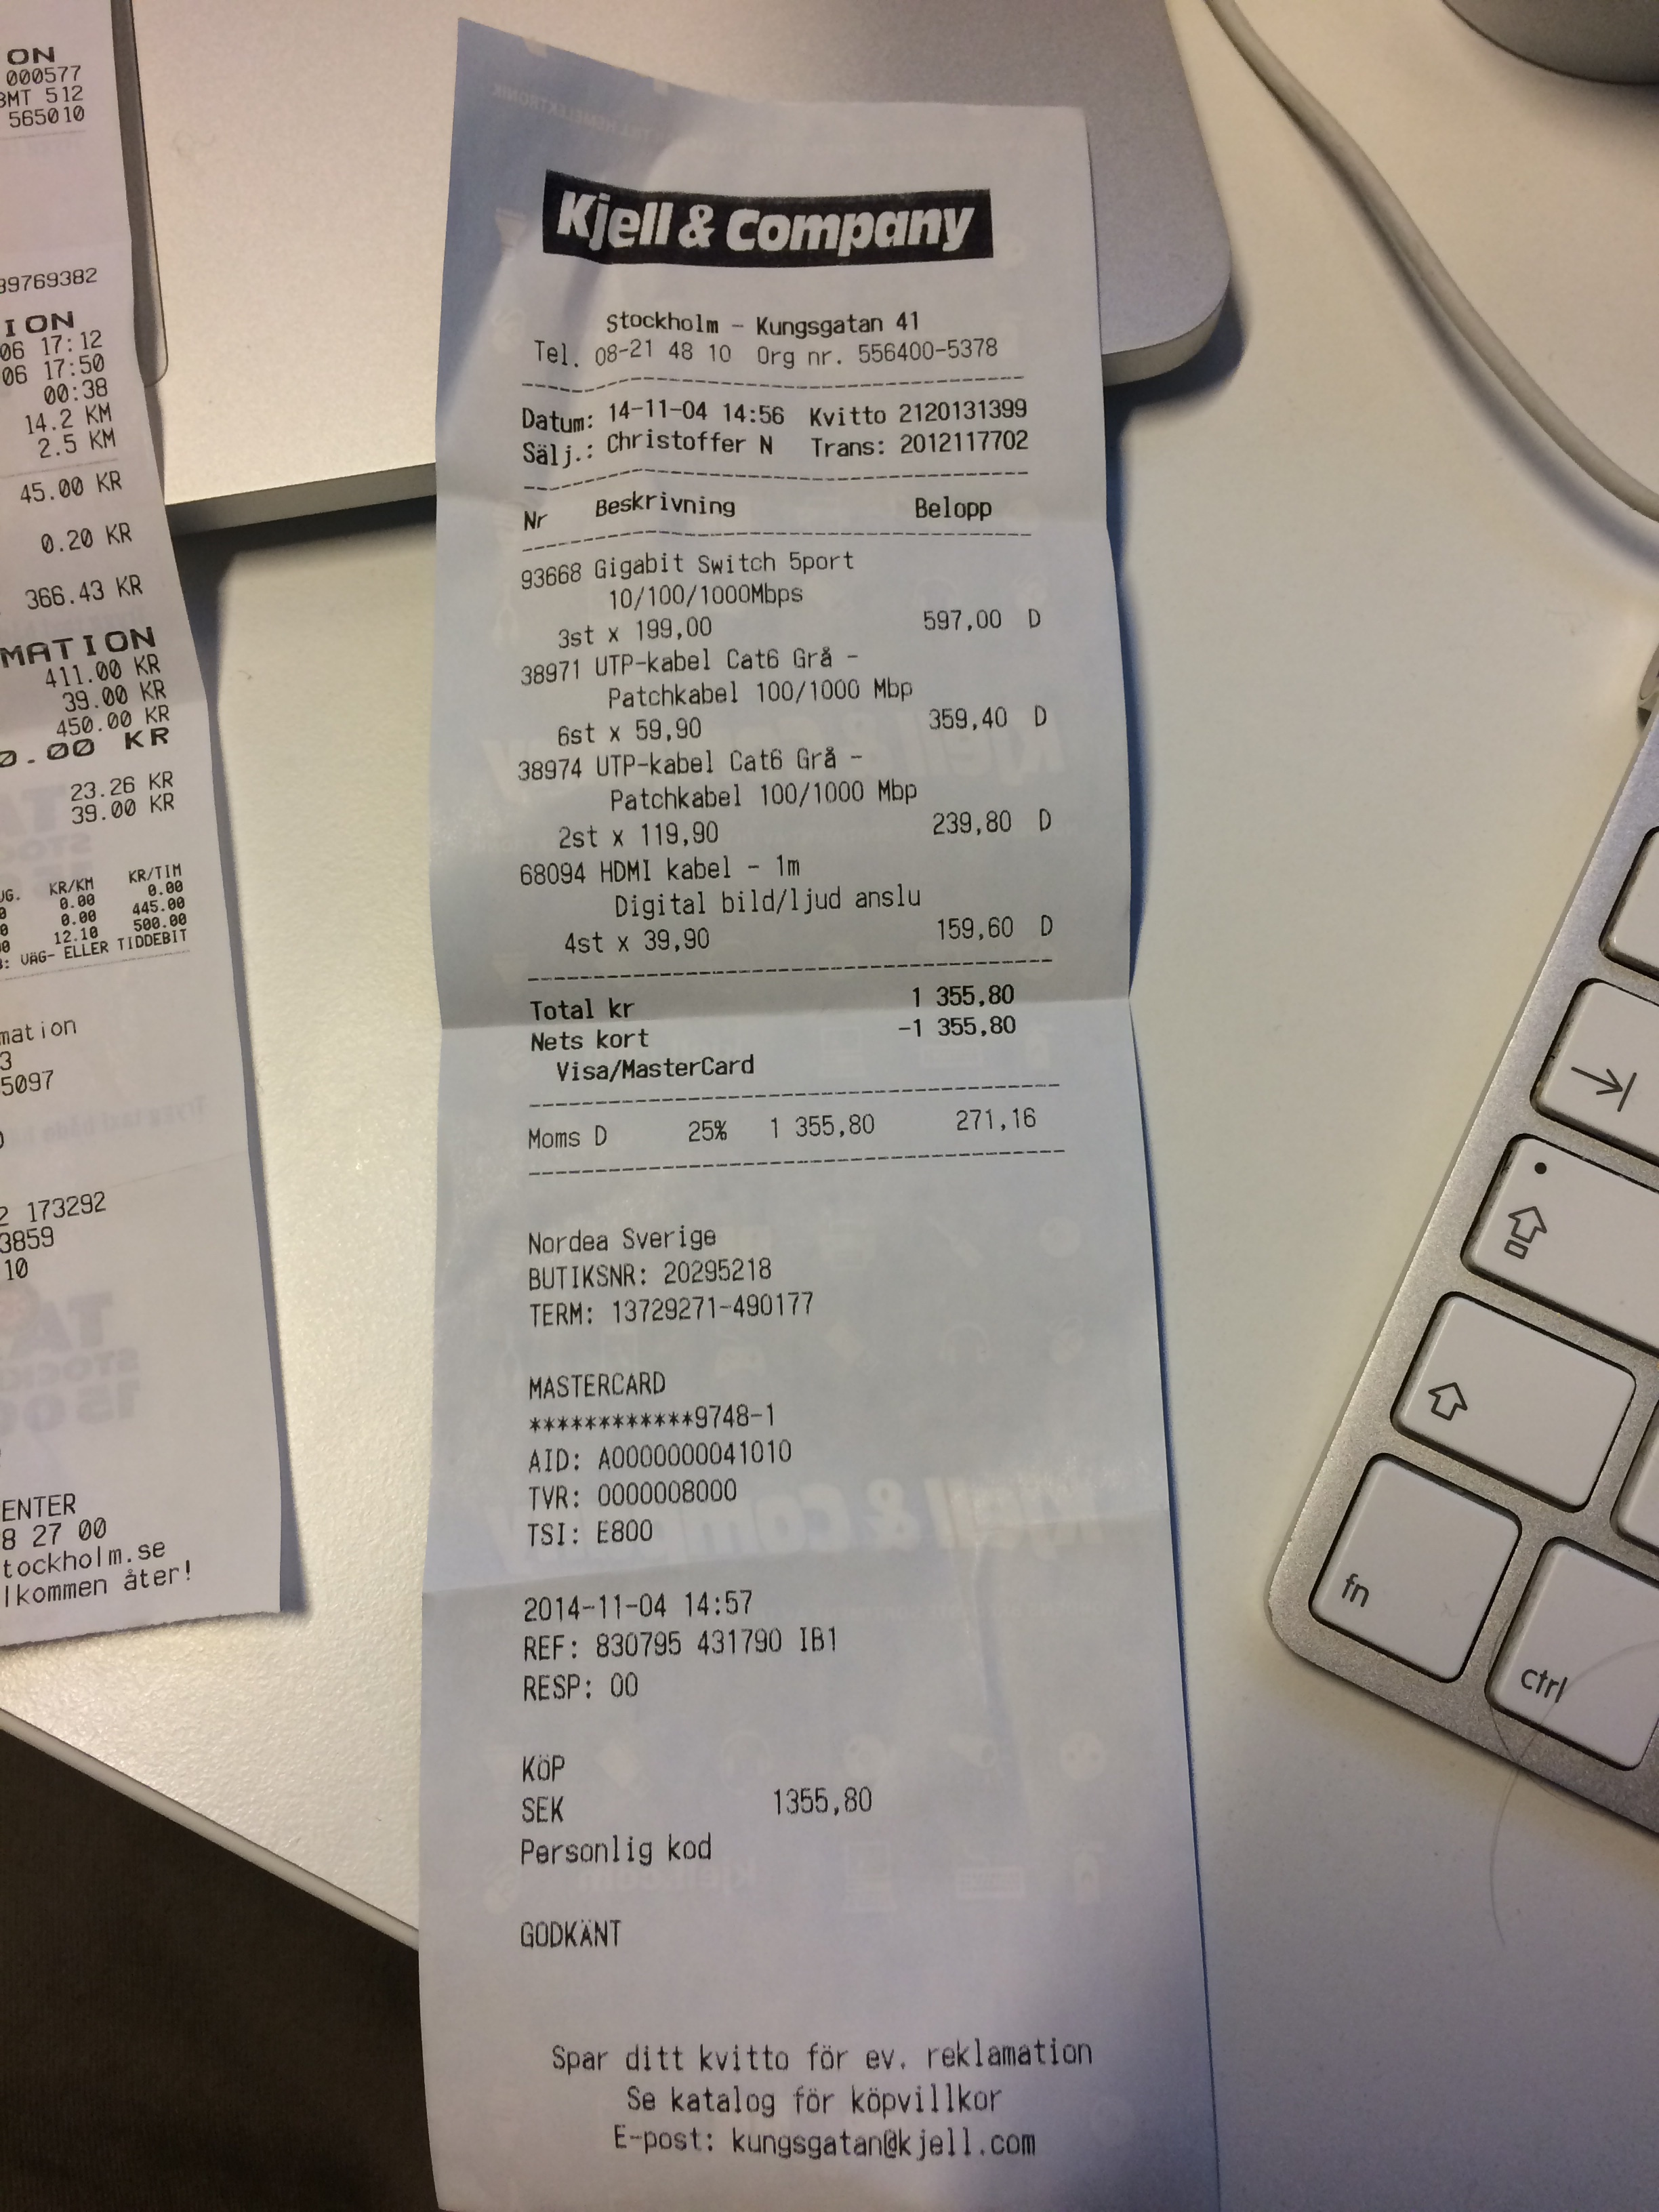 ON
000577
BMT 512
565010
39769382
ION
06 17:12
06 17:50
00:38
14.2 KM
2.5 KM
45.00 KR
0.20 KR
366.43 KR
MATION
411.00 KR
39.00 KR
450.00 KR
0.00 KR
23.26 KR
39.00 KR
KR/KM KR/TIM
0.00 0.00
0.00 445.00
12.10 500.00
VÄG- ELLER TIDDEBIT
mation
3
5097
2 173292
3859
10
ENTER
8 27 00
tockholm.se
lkommen åter!
Kjell & Company
Stockholm - Kungsgatan 41
Tel. 08-21 48 10 Org nr. 556400-5378
Datum: 14-11-04 14:56 Kvitto 2120131399
Sälj.: Christoffer N Trans: 2012117702
Nr Beskrivning Belopp
93668 Gigabit Switch 5port
10/100/1000Mbps
3st x 199,00 597,00 D
38971 UTP-kabel Cat6 Grå -
Patchkabel 100/1000 Mbp
6st x 59,90 359,40 D
38974 UTP-kabel Cat6 Grå -
Patchkabel 100/1000 Mbp
2st x 119,90 239,80 D
68094 HDMI kabel - 1m
Digital bild/ljud anslu
4st x 39,90 159,60 D
Total kr 1 355,80
Nets kort -1 355,80
Visa/MasterCard
Moms D 25% 1 355,80 271,16
Nordea Sverige
BUTIKSNR: 20295218
TERM: 13729271-490177
MASTERCARD
************9748-1
AID: A0000000041010
TVR: 0000008000
TSI: E800
2014-11-04 14:57
REF: 830795 431790 IB1
RESP: 00
KÖP
SEK 1355,80
Personlig kod
GODKÄNT
Spar ditt kvitto för ev. reklamation
Se katalog för köpvillkor
E-post: kungsgatan@kjell.com
fn
ctrl